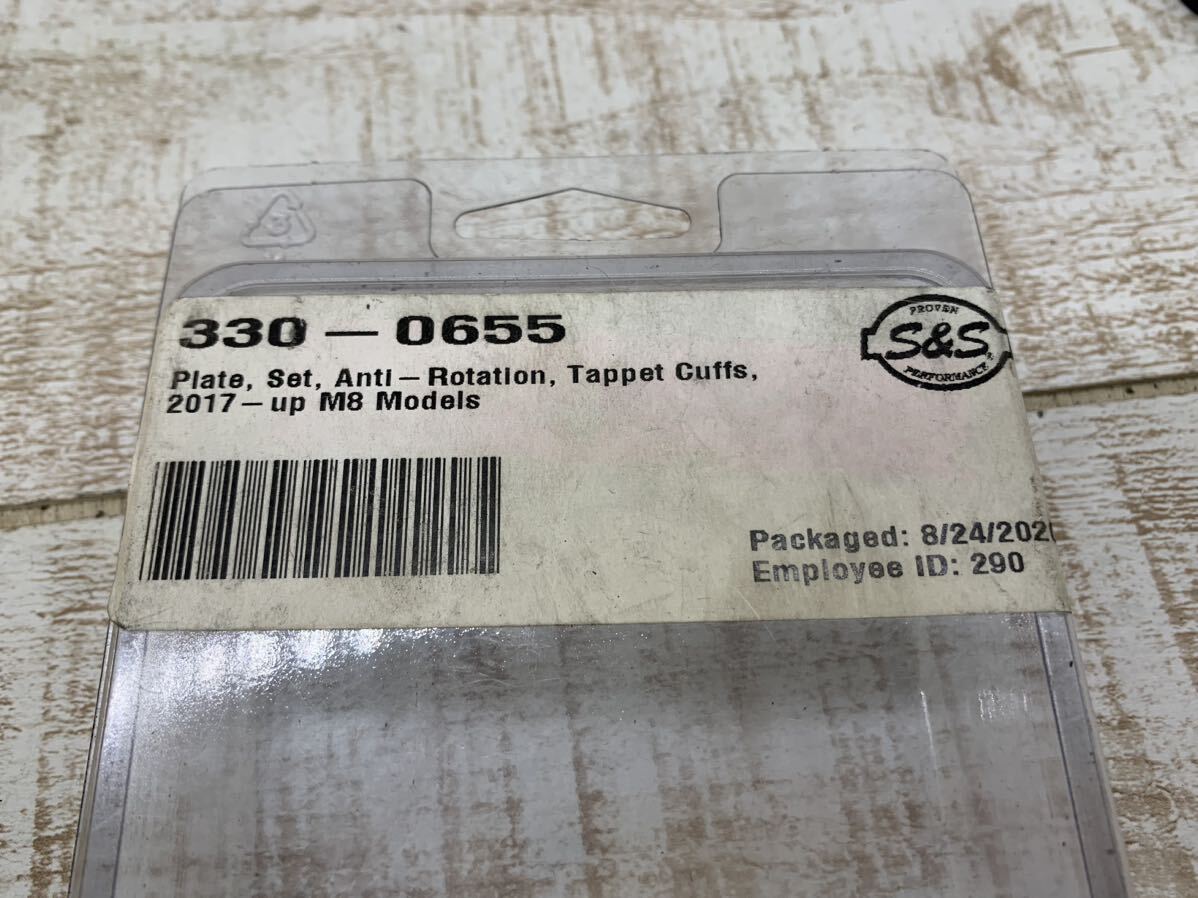 330-0655
PROVEN
S&S®
PERFORMANCE
Plate, Set, Anti-Rotation, Tappet Cuffs,
2017-up M8 Models
Packaged: 8/24/2020
Employee ID: 290